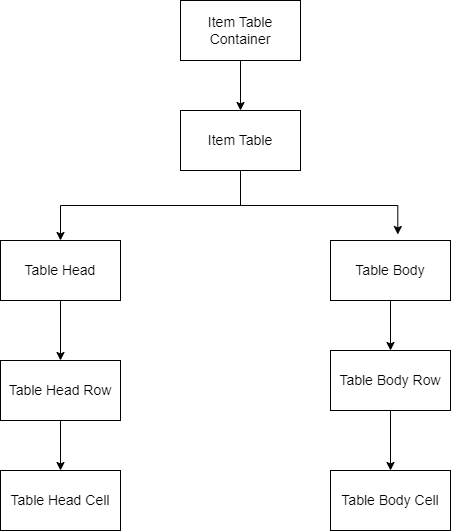 Item Table
Container
Item Table
Table Head
Table Body
Table Head Row
Table Body Row
Table Head Cell
Table Body Cell